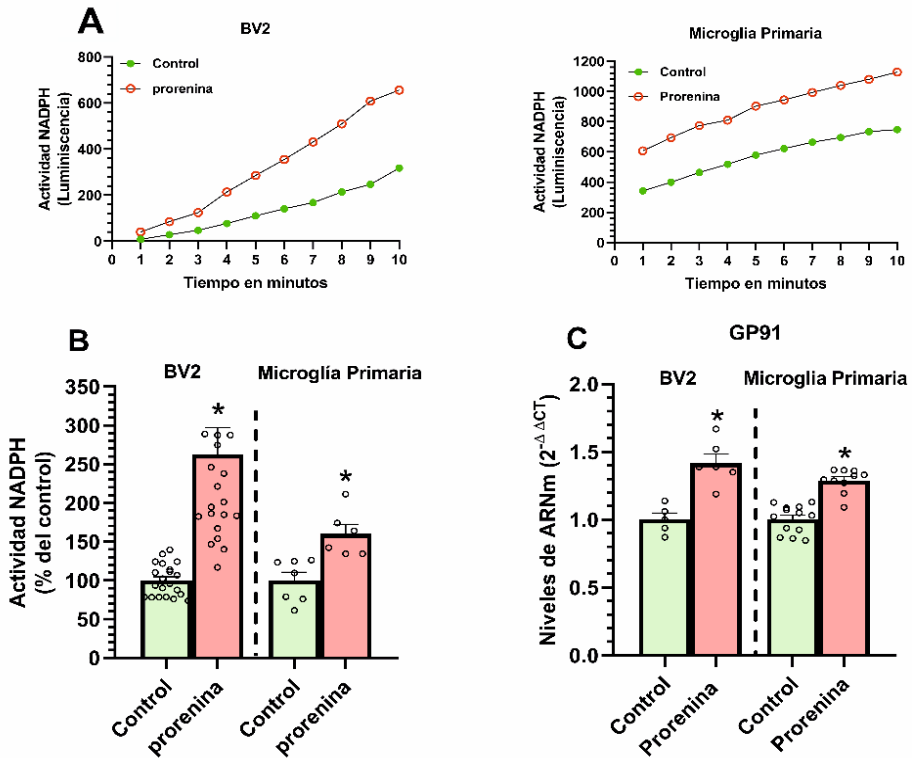 A
BV2
Control
prorenina
Actividad NADPH
(Luminiscencia)
800
600
400
200
0
0 1 2 3 4 5 6 7 8 9 10
Tiempo en minutos
Microglia Primaria
Control
Prorenina
Actividad NADPH
(Luminiscencia)
1200
1000
800
600
400
200
0
0 1 2 3 4 5 6 7 8 9 10
Tiempo en minutos
B
BV2
Microglía Primaria
Actividad NADPH
(% del control)
350
300
250
200
150
100
50
0
*
*
Control
prorenina
Control
prorenina
C
GP91
BV2
Microglia Primaria
Niveles de ARNm (2-Δ ΔCT)
2.0
1.5
1.0
0.5
0.0
*
*
Control
Prorenina
Control
Prorenina